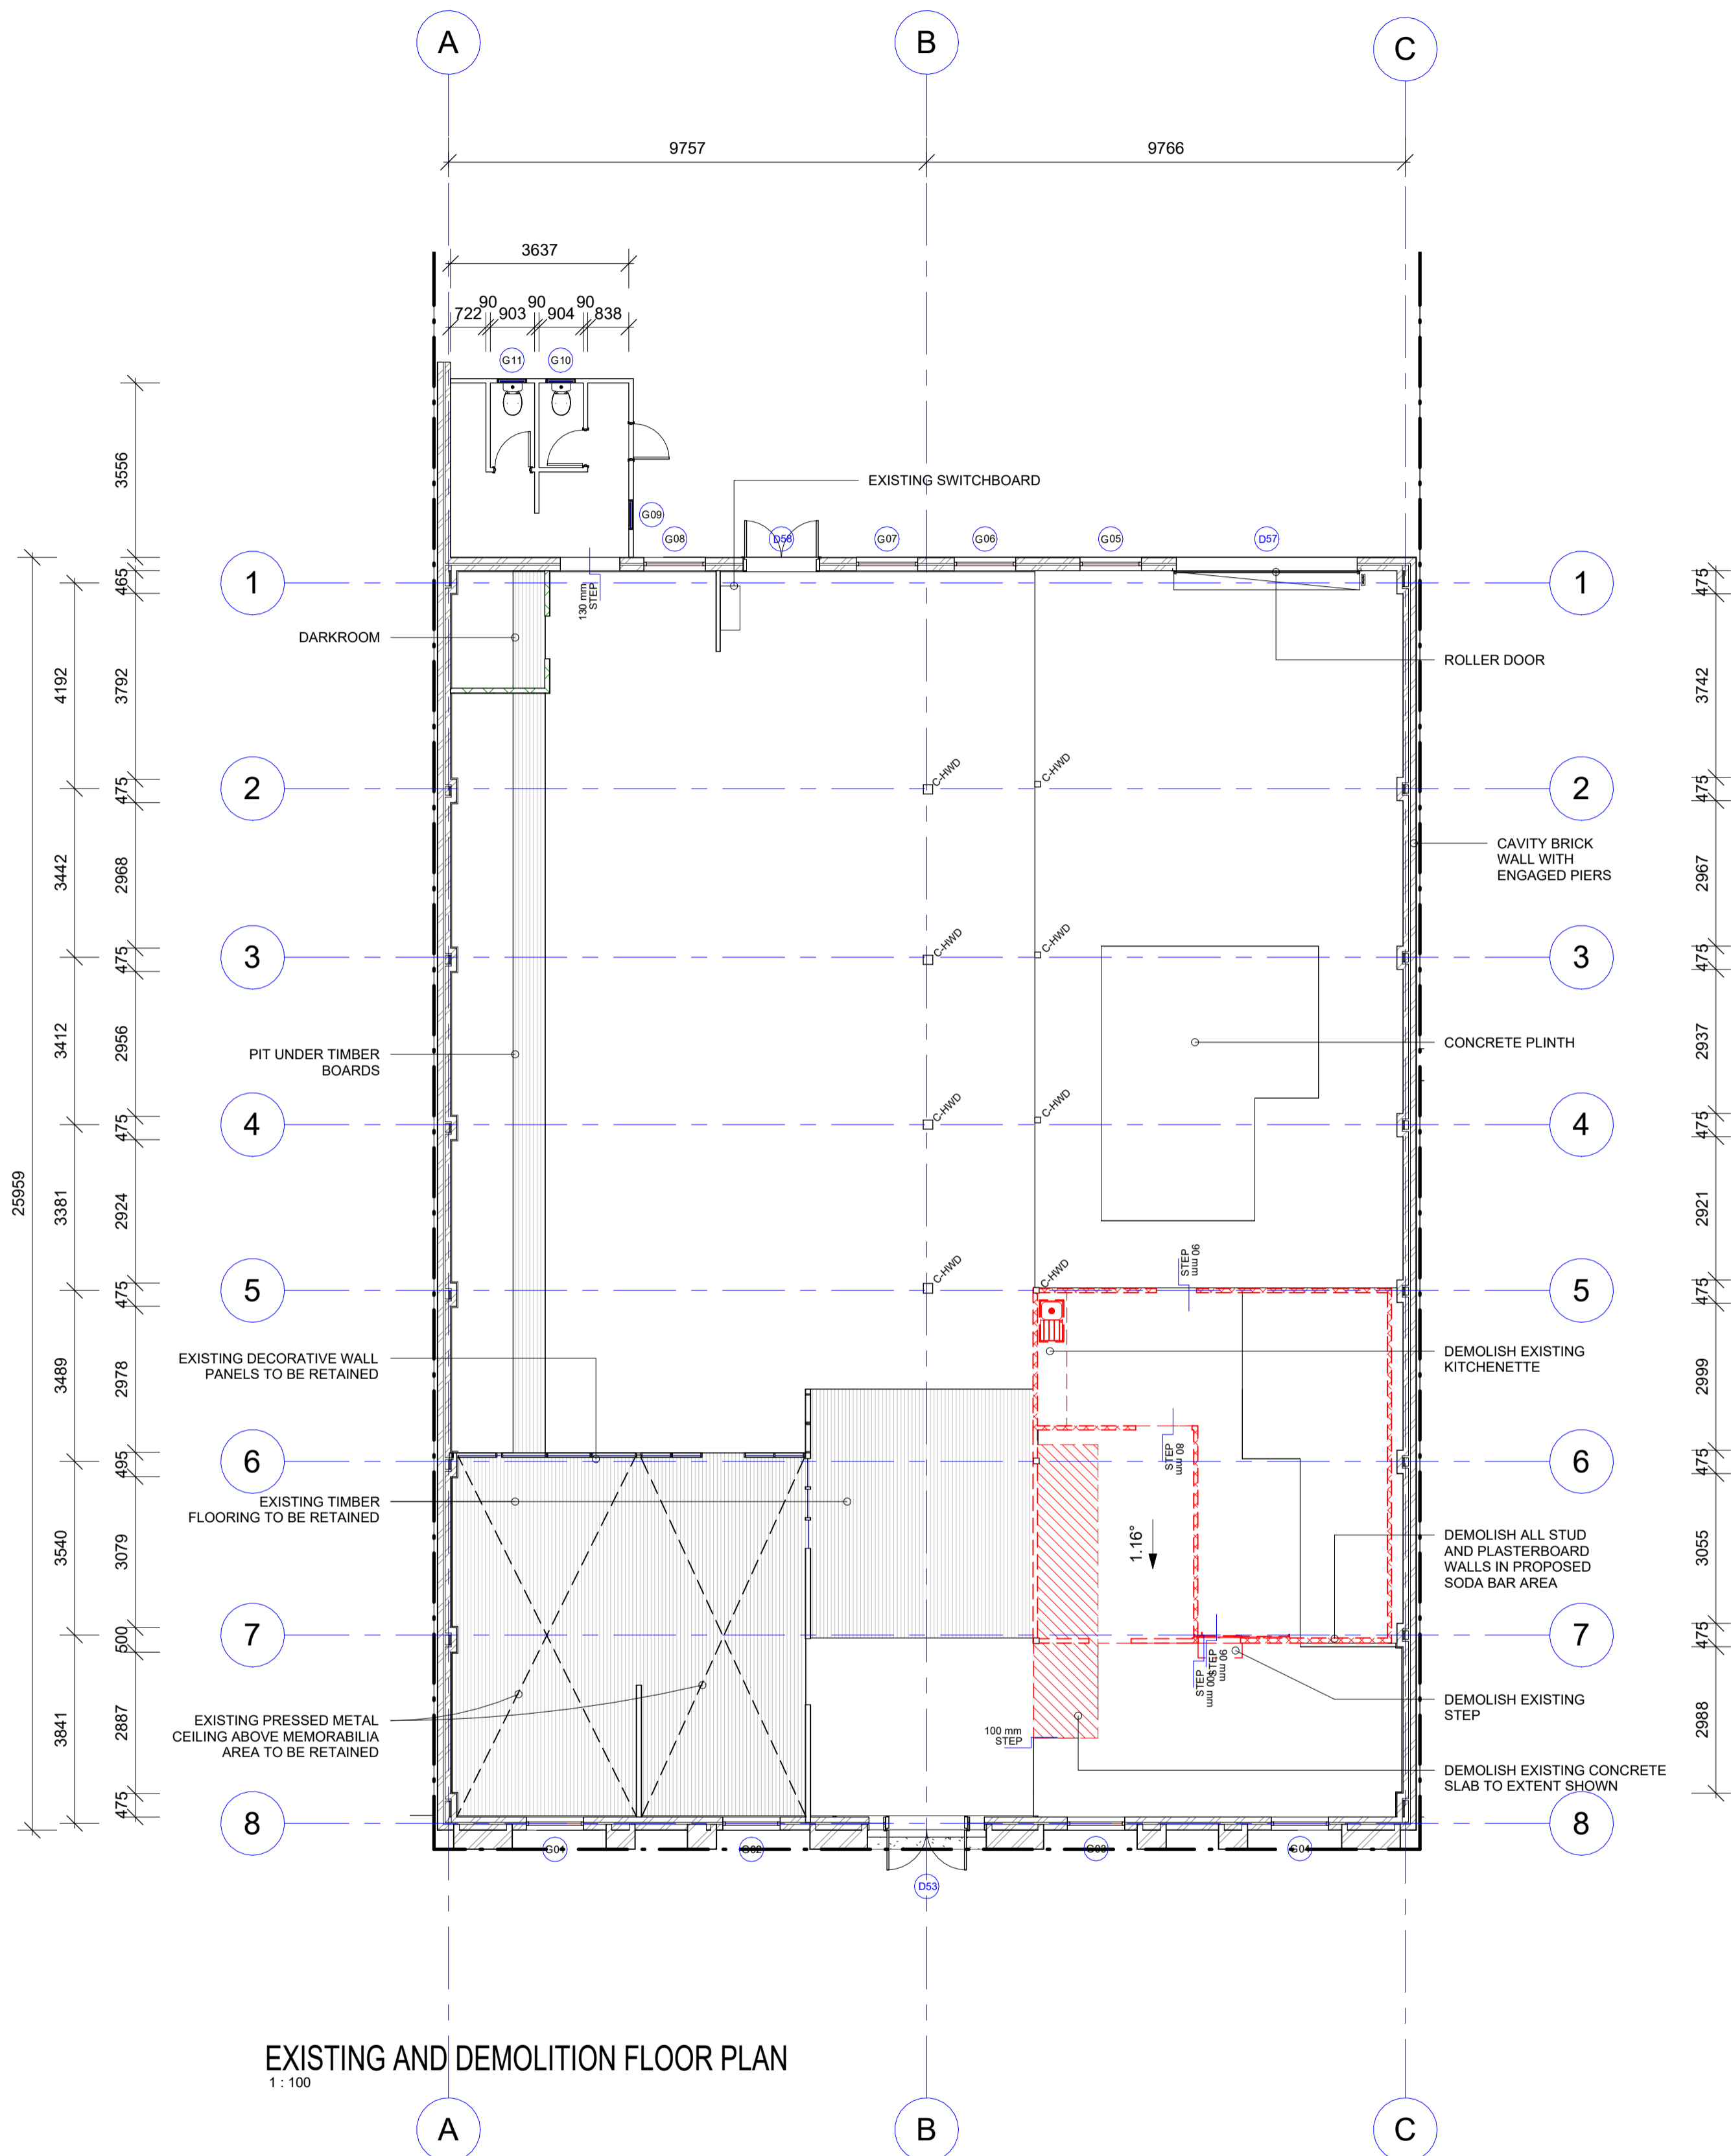 A
B
C
9757
9766
3637
90
90
90
722
903
904
838
G11
G10
3556
EXISTING SWITCHBOARD
G09
G08
D58
G07
G06
G05
D57
1
465
130 mm
STEP
475
1
DARKROOM
ROLLER DOOR
4192
3792
3742
2
475
C-HWD
C-HWD
475
2
CAVITY BRICK
WALL WITH
ENGAGED PIERS
3442
2968
2967
3
475
C-HWD
C-HWD
475
3
3412
2956
PIT UNDER TIMBER
BOARDS
CONCRETE PLINTH
2937
4
475
C-HWD
C-HWD
475
4
25959
3381
2924
2921
STEP
90 mm
5
475
C-HWD
C-HWD
475
5
3489
2978
EXISTING DECORATIVE WALL
PANELS TO BE RETAINED
DEMOLISH EXISTING
KITCHENETTE
2999
STEP
80 mm
6
495
475
6
EXISTING TIMBER
FLOORING TO BE RETAINED
3540
3079
1.16°
DEMOLISH ALL STUD
AND PLASTERBOARD
WALLS IN PROPOSED
SODA BAR AREA
3055
7
500
475
7
STEP
90 mm
STEP
100 mm
DEMOLISH EXISTING
STEP
3841
2887
EXISTING PRESSED METAL
CEILING ABOVE MEMORABILIA
AREA TO BE RETAINED
100 mm
STEP
2988
DEMOLISH EXISTING CONCRETE
SLAB TO EXTENT SHOWN
8
475
8
G01
G02
G03
G04
D53
EXISTING AND DEMOLITION FLOOR PLAN
1 : 100
A
B
C